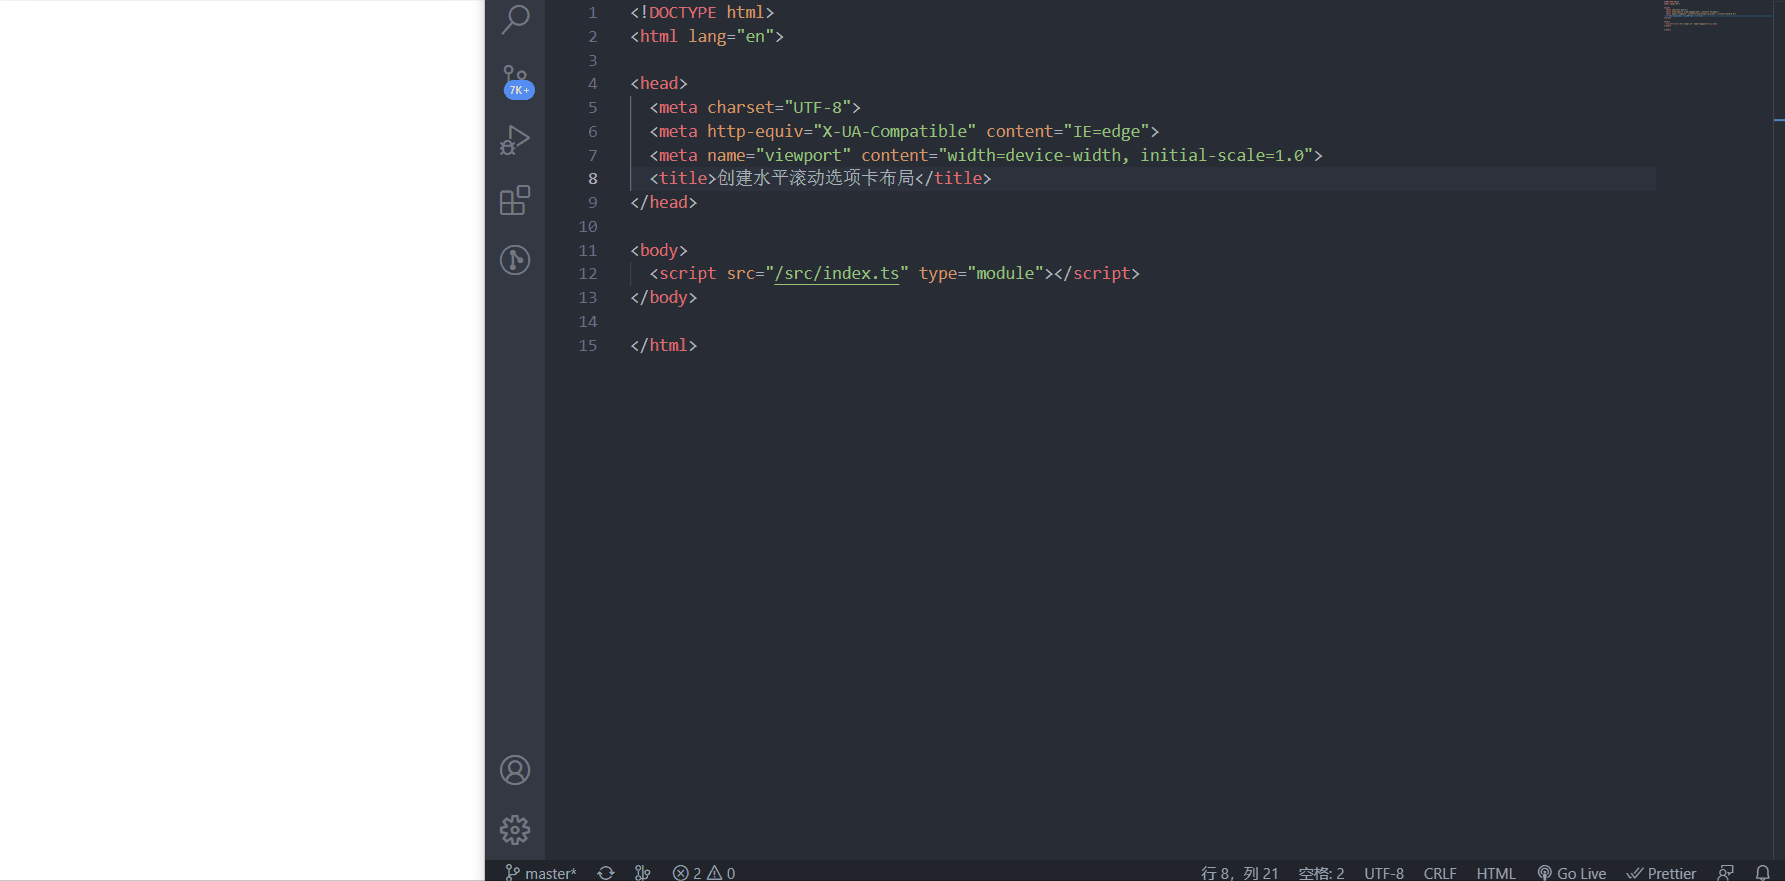 1 <!DOCTYPE html>
2 <html lang="en">
3
4 <head>
5 <meta charset="UTF-8">
6 <meta http-equiv="X-UA-Compatible" content="IE=edge">
7 <meta name="viewport" content="width=device-width, initial-scale=1.0">
8 <title>创建水平滚动选项卡布局</title>
9 </head>
10
11 <body>
12 <script src="/src/index.ts" type="module"></script>
13 </body>
14
15 </html>
7K+
master* 2 0 行 8，列 21 空格: 2 UTF-8 CRLF HTML Go Live Prettier